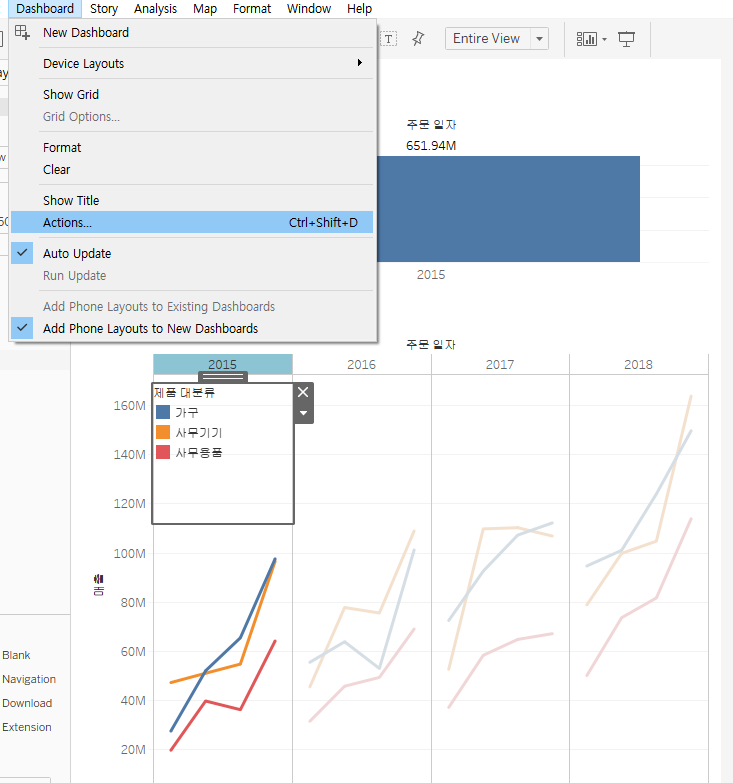 Dashboard Story Analysis Map Format Window Help
New Dashboard
Device Layouts
Show Grid
Grid Options...
Format
Clear
Show Title
Actions... Ctrl+Shift+D
Auto Update
Run Update
Add Phone Layouts to Existing Dashboards
Add Phone Layouts to New Dashboards
T
Entire View
주문 일자
651.94M
2015
주문 일자
2015 2016 2017 2018
제품 대분류
가구
사무기기
사무용품
160M
140M
120M
100M
80M
60M
40M
20M
매출
Blank
Navigation
Download
Extension